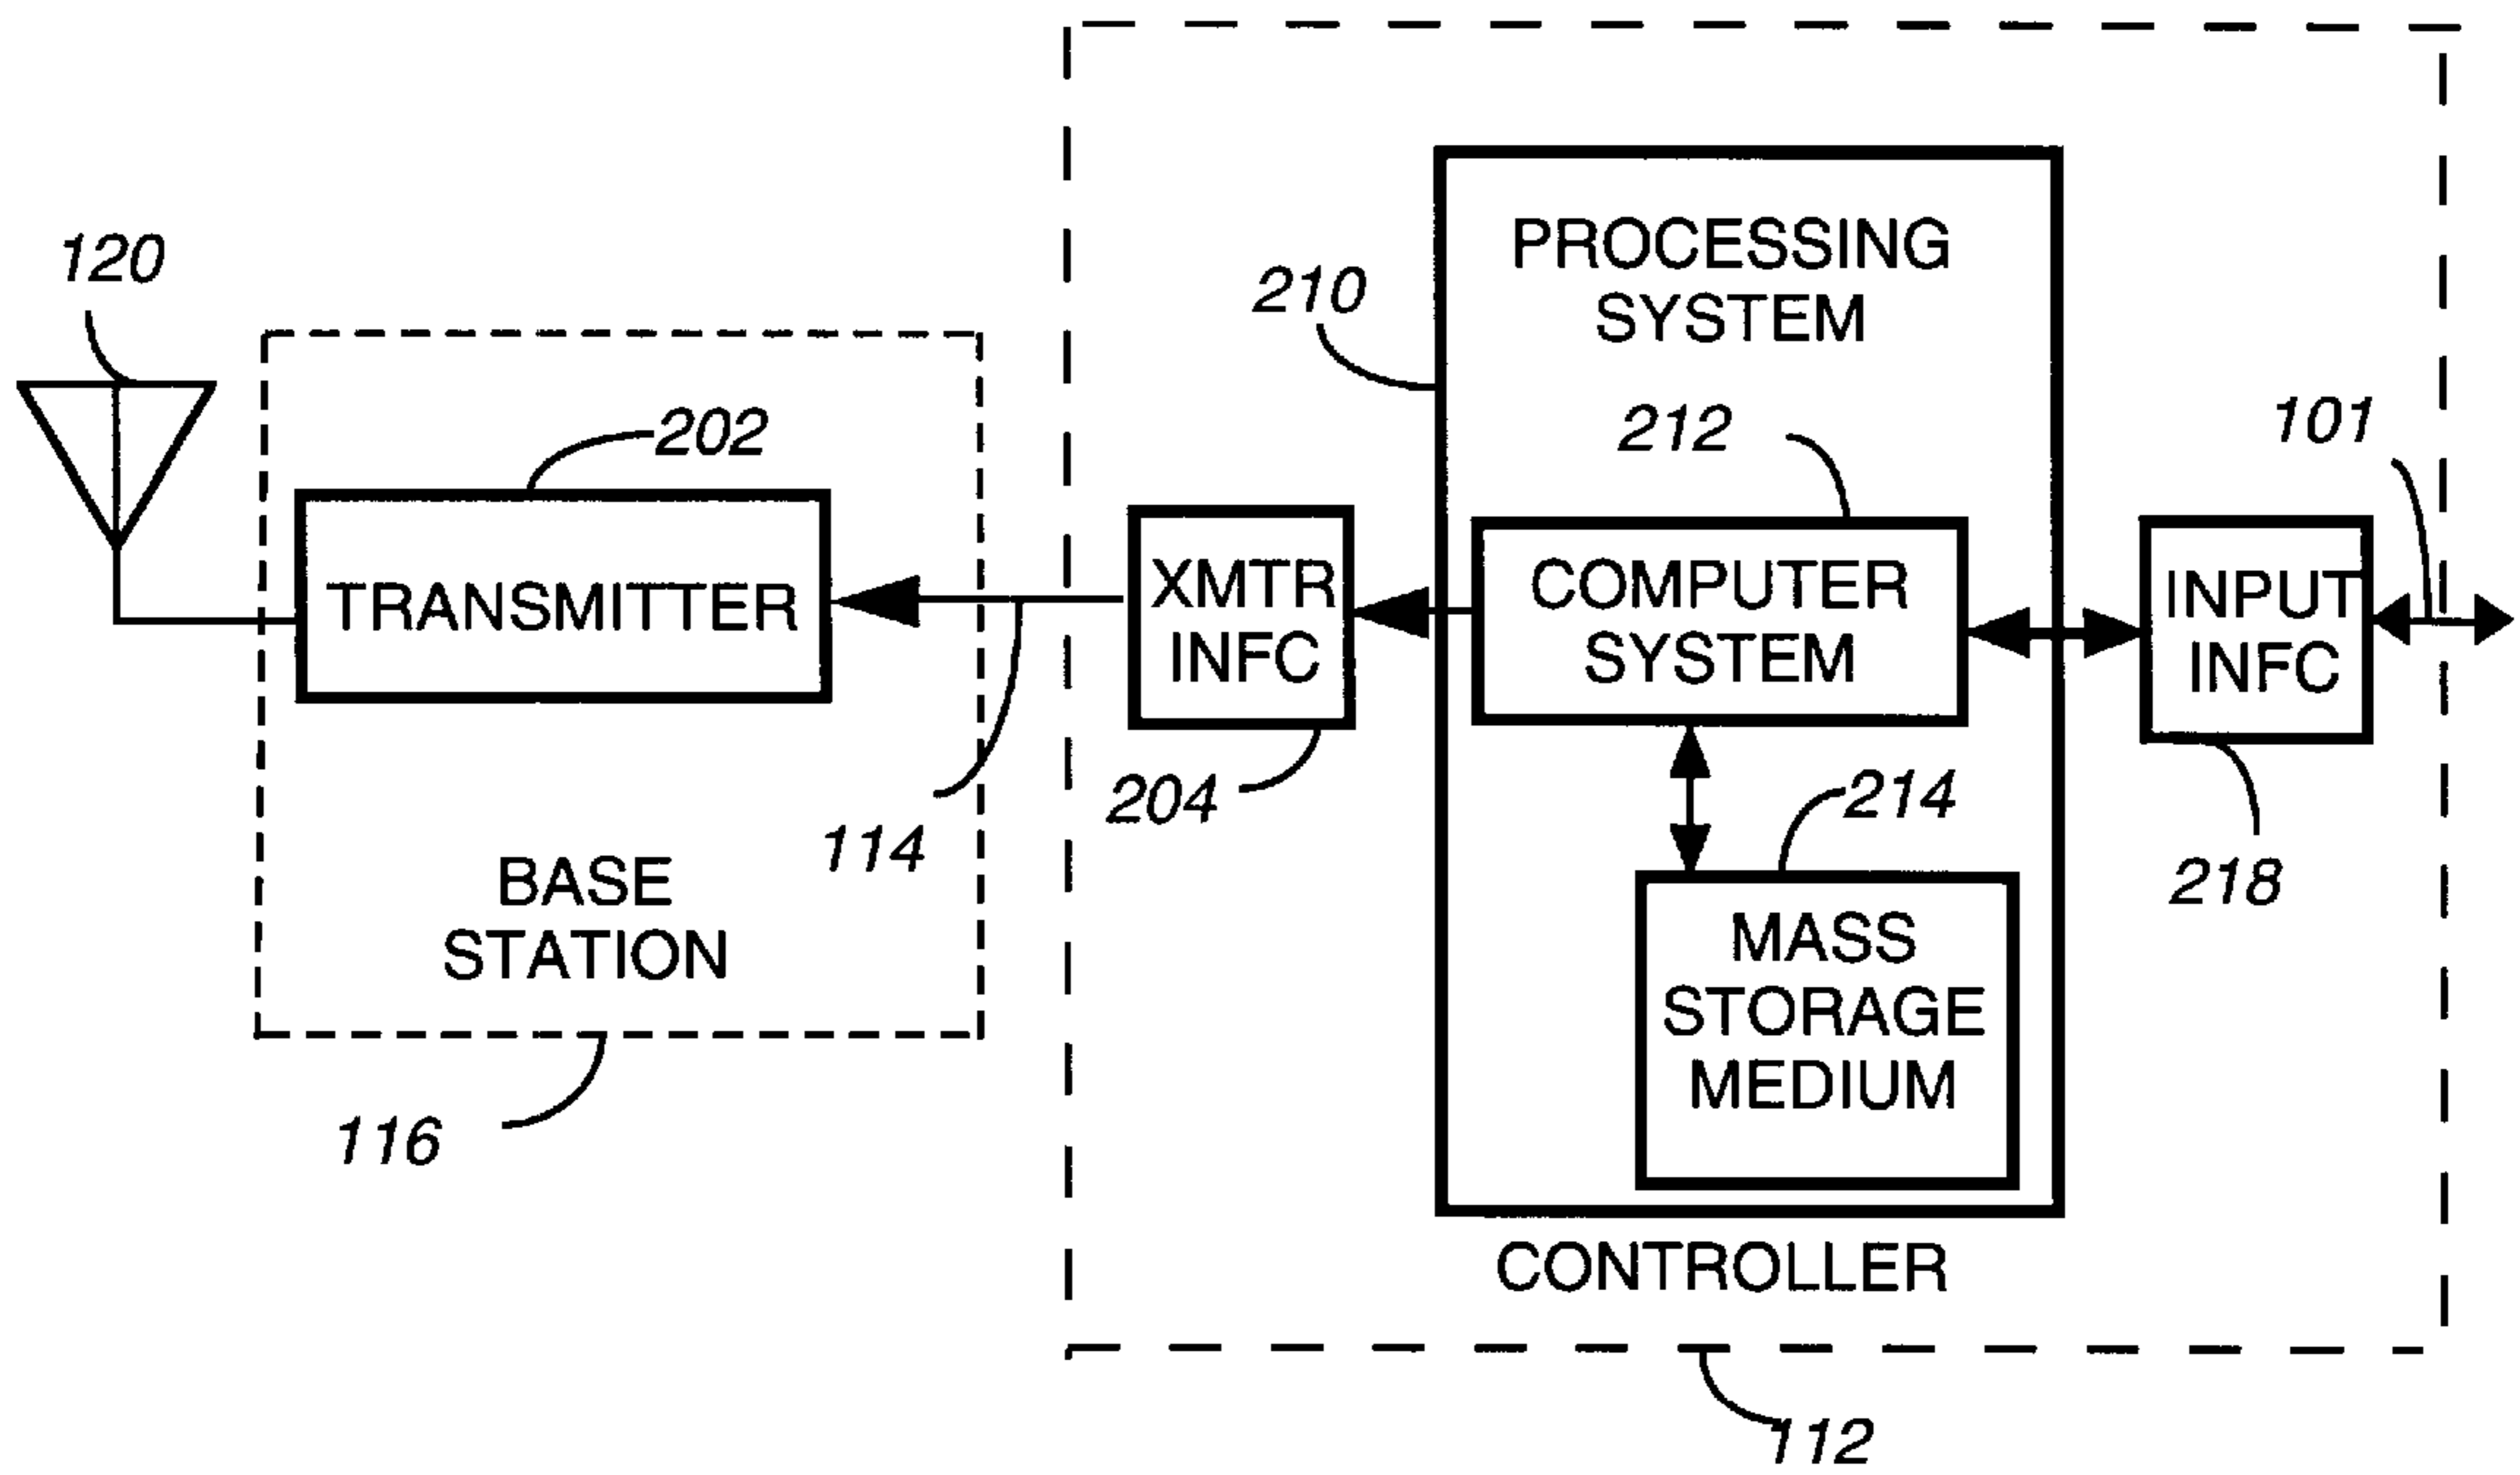 120
202
TRANSMITTER
114
BASE
STATION
116
210
PROCESSING
SYSTEM
212
101
XMTR
INFC
COMPUTER
SYSTEM
INPUT
INFC
204
214
218
MASS
STORAGE
MEDIUM
CONTROLLER
112